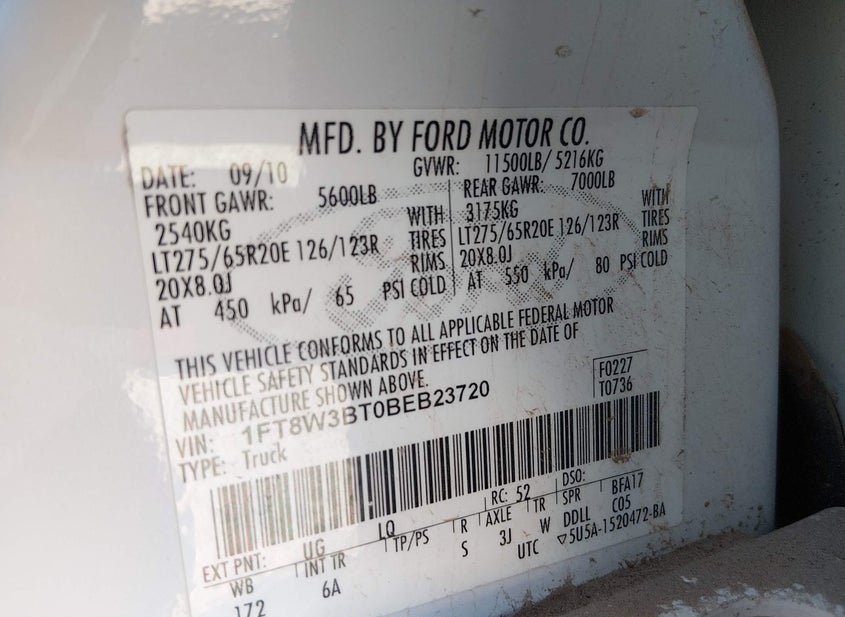 MFD. BY FORD MOTOR CO.
DATE: 09/10 GVWR: 11500LB/ 5216KG
FRONT GAWR: 5600LB REAR GAWR: 7000LB
2540KG WITH 3175KG WITH
LT275/65R20E 126/123R TIRES LT275/65R20E 126/123R TIRES
20X8.0J RIMS 20X8.0J RIMS
AT 450 kPa/ 65 PSI COLD AT 550 kPa/ 80 PSI COLD
THIS VEHICLE CONFORMS TO ALL APPLICABLE FEDERAL MOTOR
VEHICLE SAFETY STANDARDS IN EFFECT ON THE DATE OF
MANUFACTURE SHOWN ABOVE.
F0227
VIN: 1FT8W3BT0BEB23720 T0736
TYPE: Truck
RC: 52 DSO:
EXT PNT: UG LQ
WB INT TR TP/PS R AXLE TR SPR BFA17
172 6A S 3J W DDLL C05
UTC ▽5U5A-1520472-BA